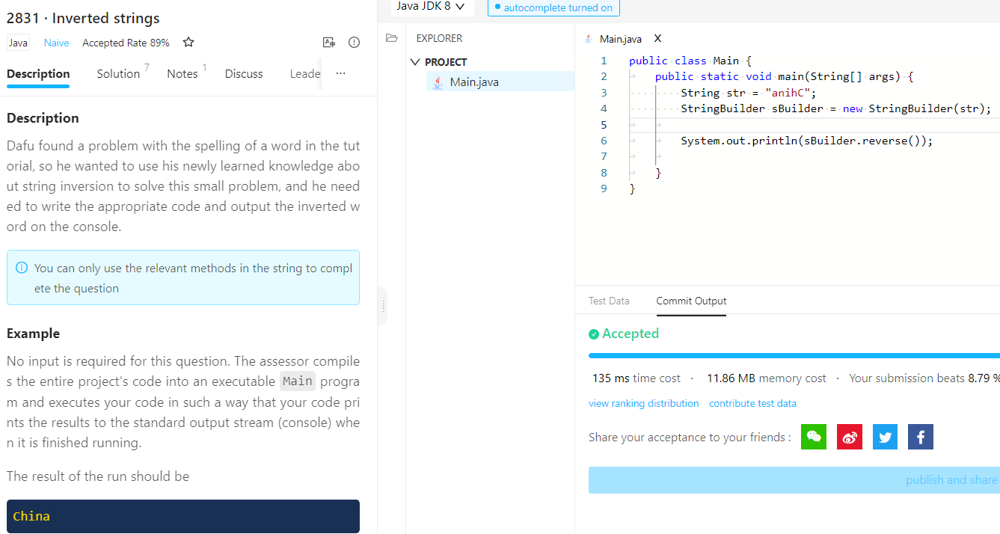 2831 · Inverted strings
Java Naive Accepted Rate 89%
Description Solution 7 Notes 1 Discuss Leade ...
Description
Dafu found a problem with the spelling of a word in the tut
orial, so he wanted to use his newly learned knowledge abo
ut string inversion to solve this small problem, and he need
ed to write the appropriate code and output the inverted w
ord on the console.
You can only use the relevant methods in the string to compl
ete the question
Example
No input is required for this question. The assessor compile
s the entire project's code into an executable Main progra
m and executes your code in such a way that your code pri
nts the results to the standard output stream (console) whe
n it is finished running.
The result of the run should be
China
Java JDK 8
autocomplete turned on
EXPLORER
PROJECT
Main.java
Main.java X
1 public class Main {
2 public static void main(String[] args) {
3 String str = "anihC";
4 StringBuilder sBuilder = new StringBuilder(str);
5
6 System.out.println(sBuilder.reverse());
7
8 }
9 }
Test Data Commit Output
Accepted
135 ms time cost · 11.86 MB memory cost · Your submission beats 8.79 %
view ranking distribution contribute test data
Share your acceptance to your friends :
publish and share